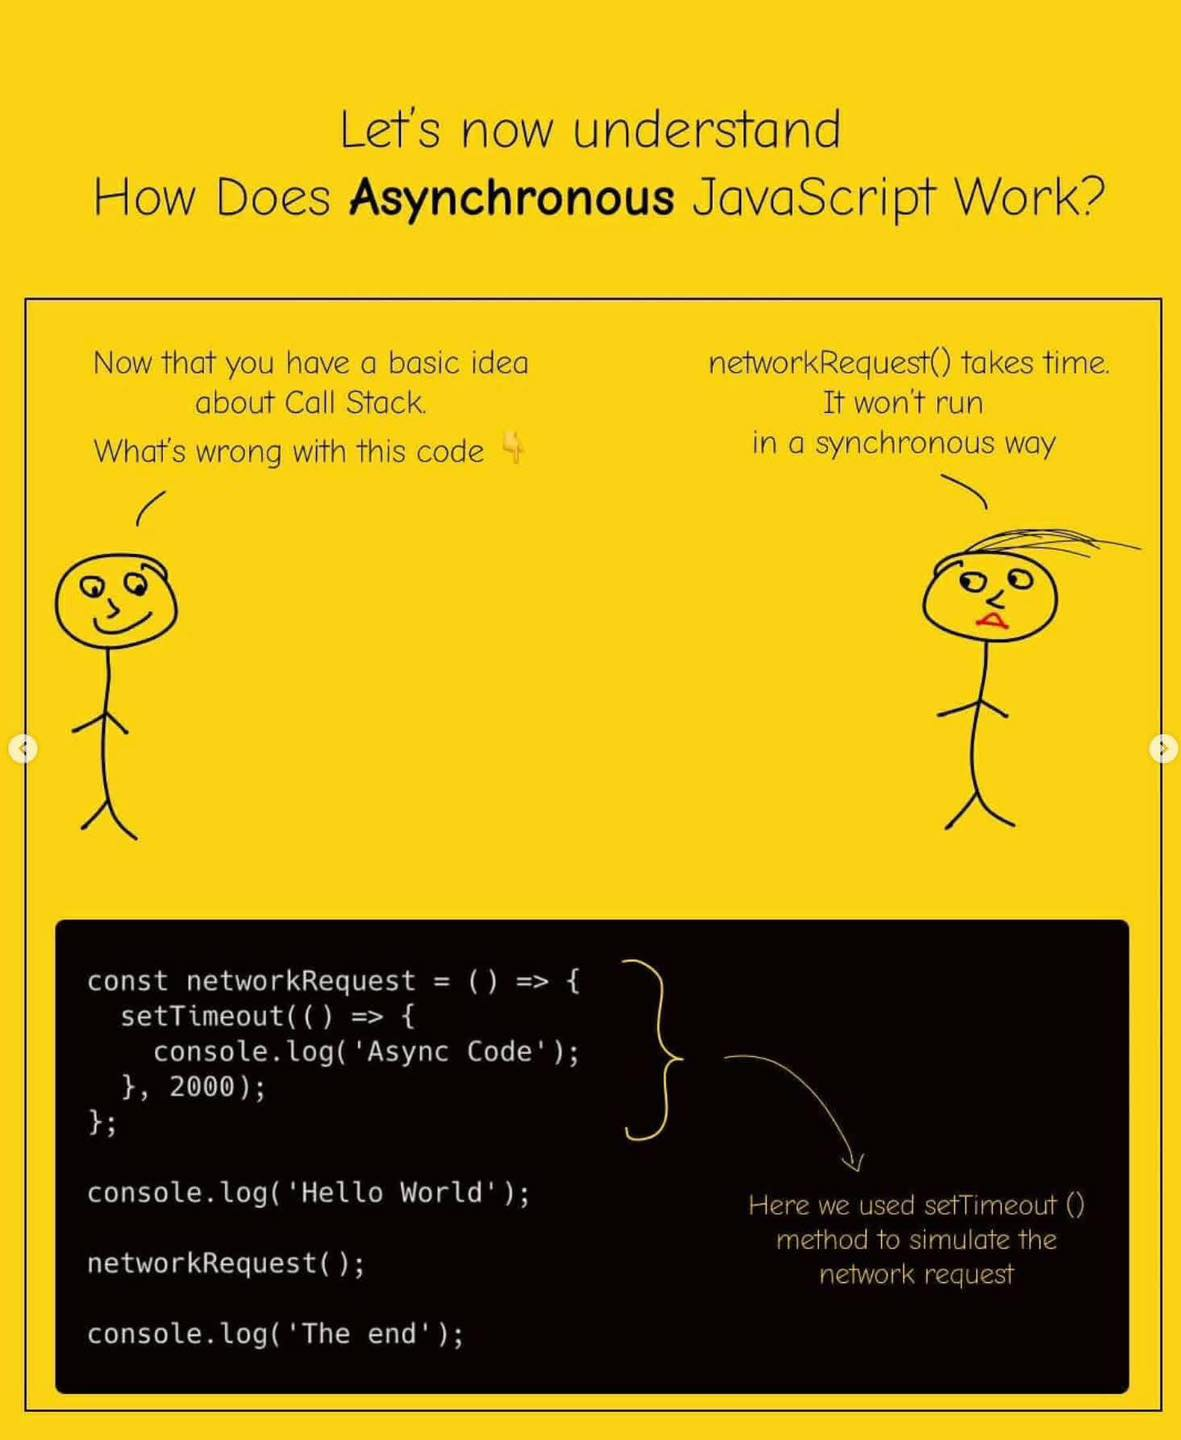 Let's now understand
How Does Asynchronous JavaScript Work?
Now that you have a basic idea
about Call Stack.
What's wrong with this code 👇
networkRequest() takes time.
It won't run
in a synchronous way
const networkRequest = () => {
  setTimeout(() => {
    console.log('Async Code');
  }, 2000);
};
console.log('Hello World');
networkRequest();
console.log('The end');
Here we used setTimeout ()
method to simulate the
network request